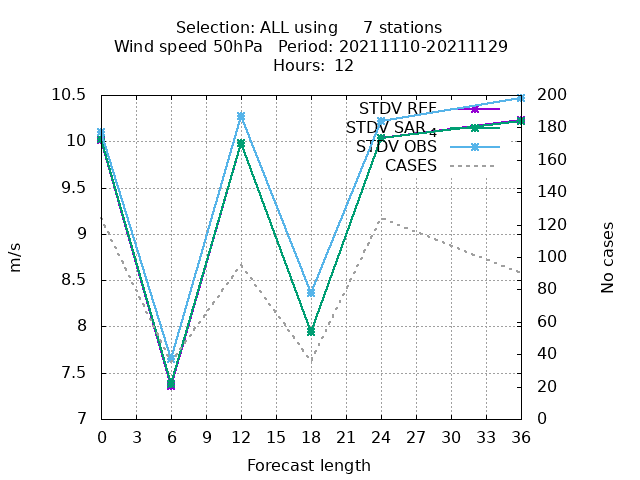 Selection: ALL using 7 stations
Wind speed 50hPa Period: 20211110-20211129
Hours: 12
10.5
10
9.5
9
8.5
8
7.5
7
200
180
160
140
120
100
80
60
40
20
0
STDV REF
STDV SAR_4
STDV OBS
CASES
m/s
No cases
0 3 6 9 12 15 18 21 24 27 30 33 36
Forecast length